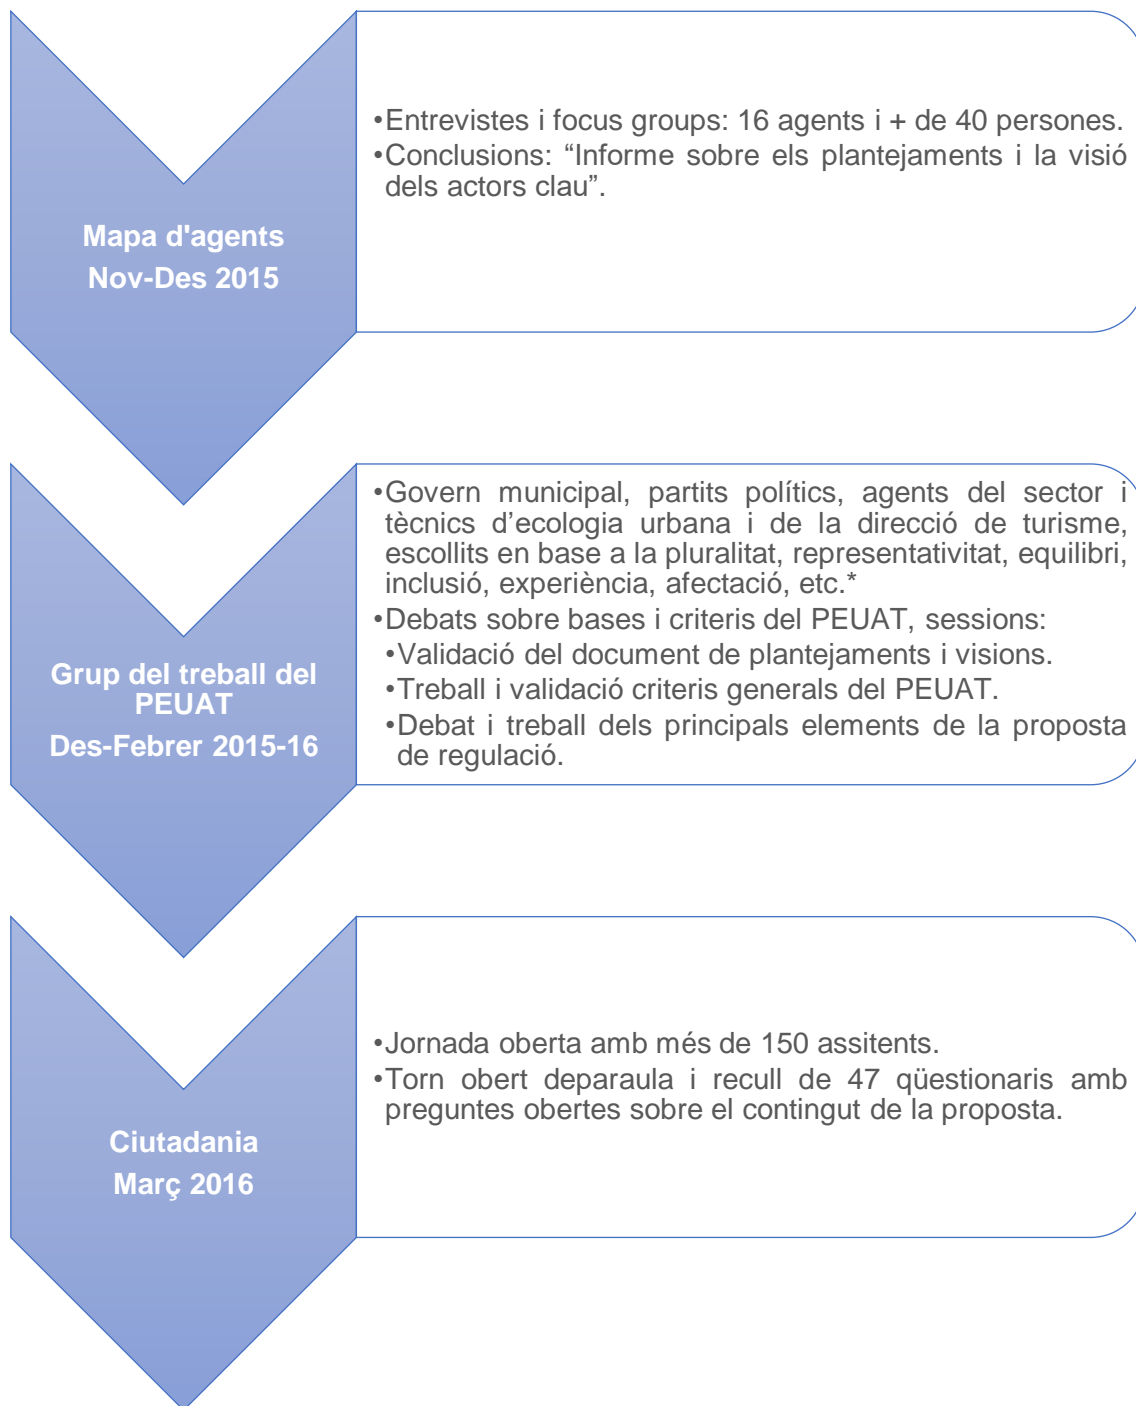 Mapa d'agents
Nov-Des 2015
•Entrevistes i focus groups: 16 agents i + de 40 persones.
•Conclusions: “Informe sobre els plantejaments i la visió
dels actors clau”.
Grup del treball del
PEUAT
Des-Febrer 2015-16
•Govern municipal, partits polítics, agents del sector i
tècnics d’ecologia urbana i de la direcció de turisme,
escollits en base a la pluralitat, representativitat, equilibri,
inclusió, experiència, afectació, etc.*
•Debats sobre bases i criteris del PEUAT, sessions:
•Validació del document de plantejaments i visions.
•Treball i validació criteris generals del PEUAT.
•Debat i treball dels principals elements de la proposta
de regulació.
Ciutadania
Març 2016
•Jornada oberta amb més de 150 assitents.
•Torn obert deparaula i recull de 47 qüestionaris amb
preguntes obertes sobre el contingut de la proposta.